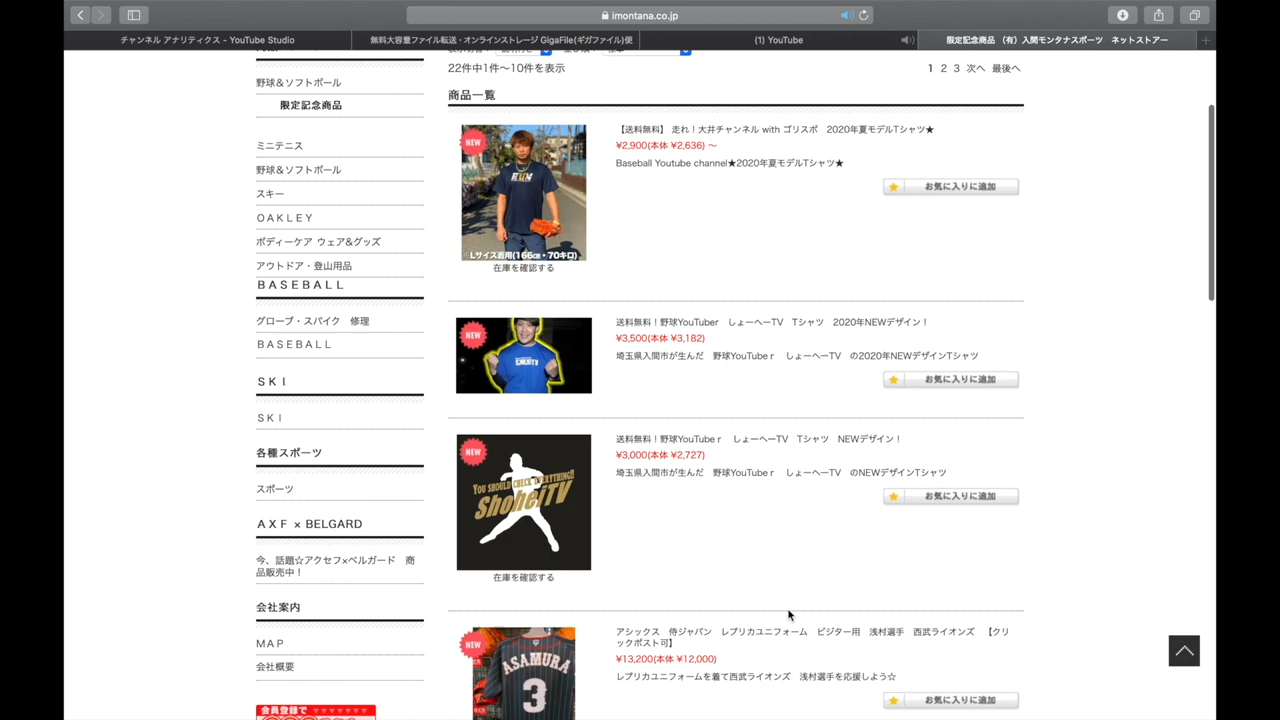 imontana.co.jp
チャンネル アナリティクス - YouTube Studio
無料大容量ファイル転送・オンラインストレージ GigaFile(ギガファイル)便
(1) YouTube
限定記念商品 （有）入間モンタナスポーツ　ネットストアー
22件中1件～10件を表示
1 2 3 次へ 最後へ
野球＆ソフトボール
限定記念商品
ミニテニス
野球＆ソフトボール
スキー
ＯＡＫＬＥＹ
ボディーケア ウェア&グッズ
アウトドア・登山用品
ＢＡＳＥＢＡＬＬ
グローブ・スパイク　修理
ＢＡＳＥＢＡＬＬ
ＳＫＩ
ＳＫＩ
各種スポーツ
スポーツ
ＡＸＦ × BELGARD
今、話題☆アクセフ×ベルガード　商
品販売中！
会社案内
ＭＡＰ
会社概要
会員登録で
商品一覧
NEW
Lサイズ着用(166㎝・70キロ)
在庫を確認する
【送料無料】 走れ！大井チャンネル with ゴリスポ　2020年夏モデルTシャツ★
¥2,900(本体 ¥2,636) ～
Baseball Youtube channel★2020年夏モデルTシャツ★
お気に入りに追加
NEW
送料無料！野球YouTuber　しょーへーTV　Tシャツ　2020年NEWデザイン！
¥3,500(本体 ¥3,182)
埼玉県入間市が生んだ　野球YouTubeｒ　しょーへーTV　の2020年NEWデザインTシャツ
お気に入りに追加
NEW
YOU SHOULD CHECK EVERYTHING!!
ShoheiTV
在庫を確認する
送料無料！野球YouTubeｒ　しょーへーTV　Tシャツ　NEWデザイン！
¥3,000(本体 ¥2,727)
埼玉県入間市が生んだ　野球YouTubeｒ　しょーへーTV　のNEWデザインTシャツ
お気に入りに追加
NEW
ASAMURA
3
アシックス　侍ジャパン　レプリカユニフォーム　ビジター用　浅村選手　西武ライオンズ　【クリ
ックポスト可】
¥13,200(本体 ¥12,000)
レプリカユニフォームを着て西武ライオンズ　浅村選手を応援しよう☆
お気に入りに追加